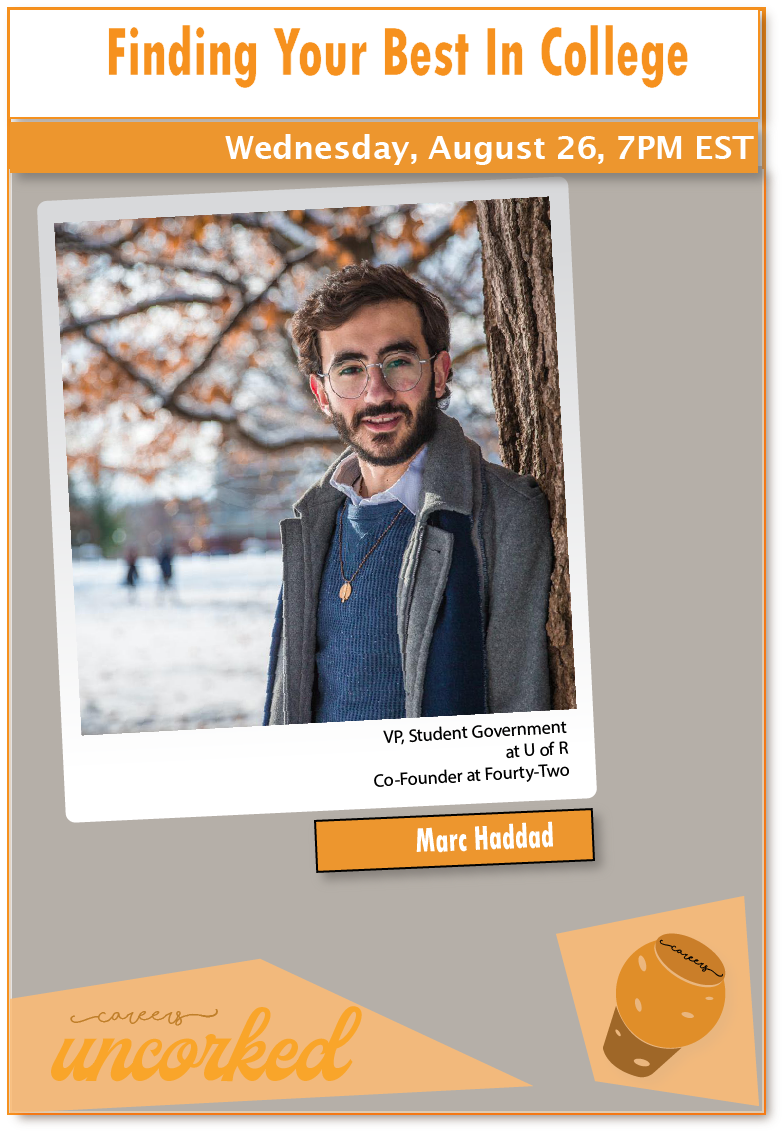 Finding Your Best In College
Wednesday, August 26, 7PM EST
VP, Student Government
at U of R
Co-Founder at Fourty-Two
Marc Haddad
careers
careers
uncorked